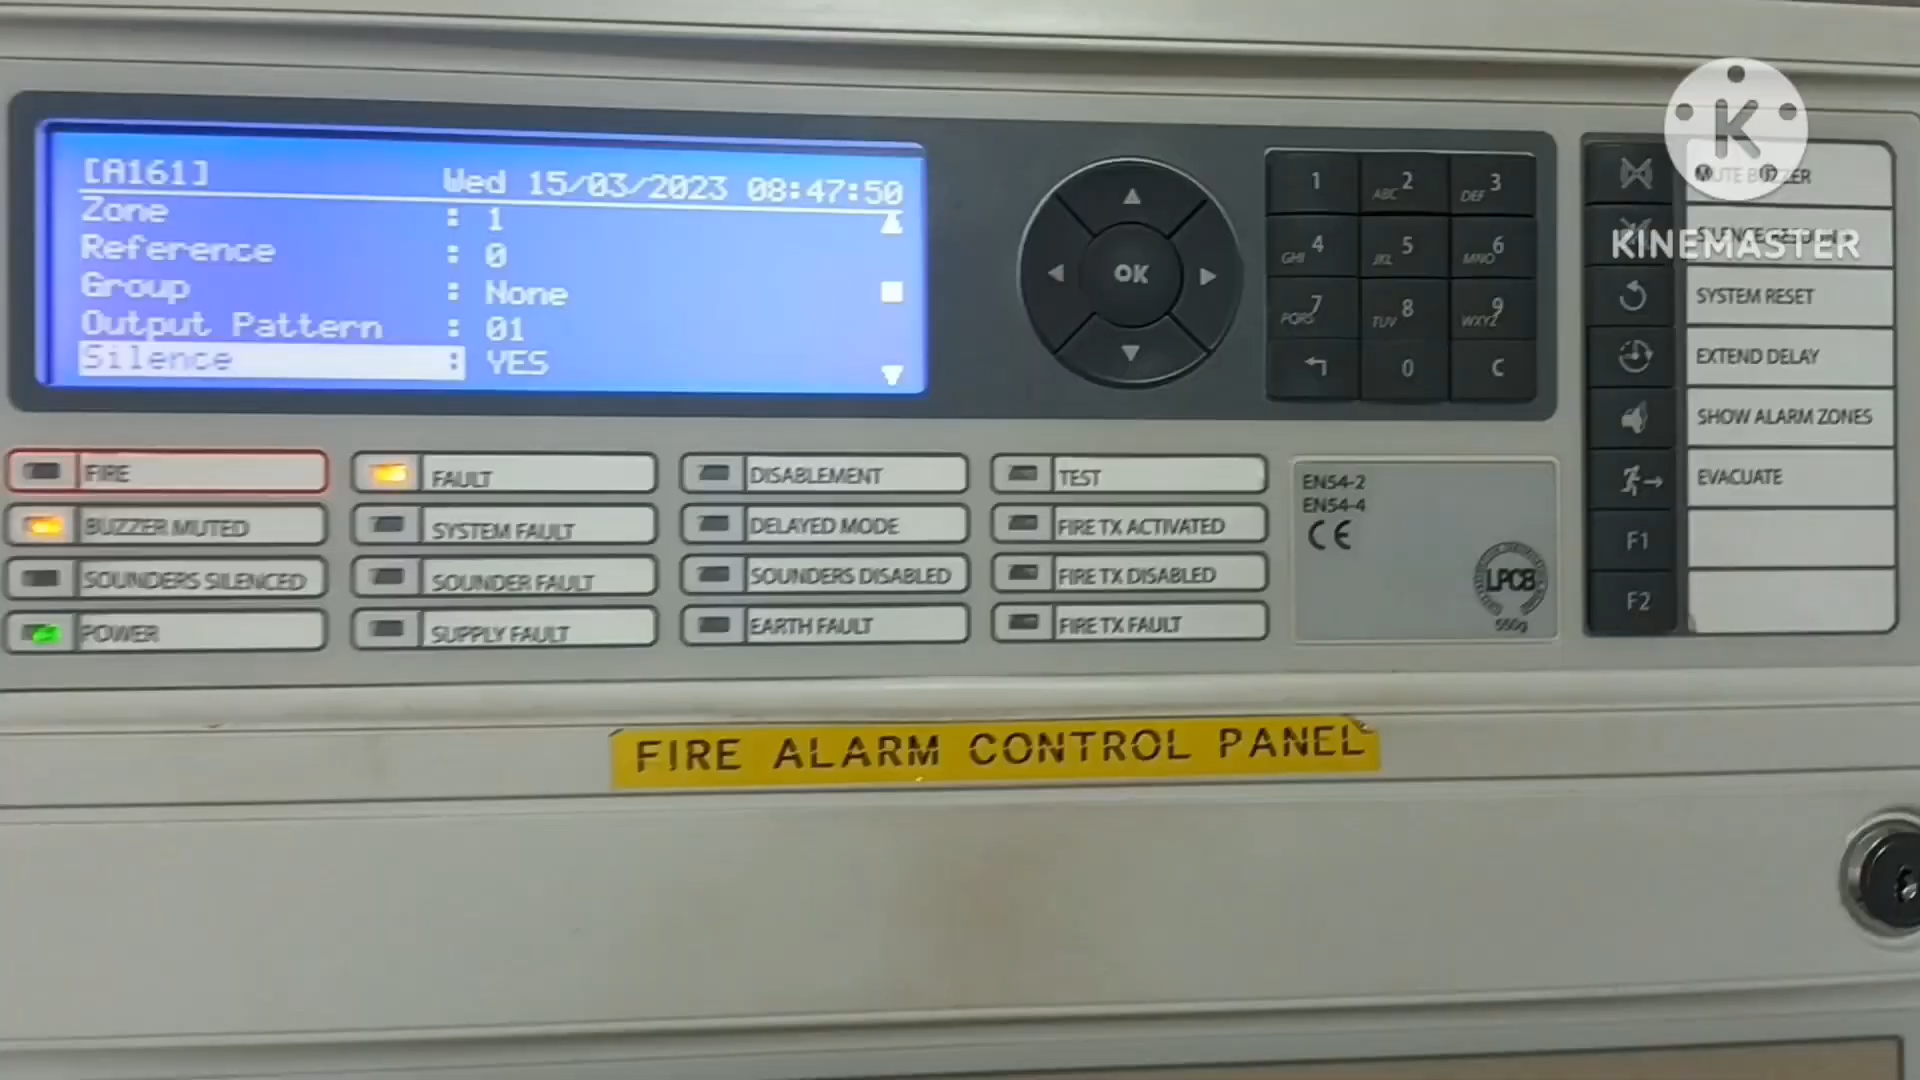 [A161] Wed 15/03/2023 08:47:50
Zone : 1
Reference : 0
Group : None
Output Pattern : 01
Silence : YES
OK
1
ABC 2
DEF 3
GHI 4
JKL 5
MNO 6
PQRS 7
TUV 8
WXYZ 9
0
C
K
MUTE BUZZER
KINEMASTER
SYSTEM RESET
EXTEND DELAY
SHOW ALARM ZONES
EVACUATE
F1
F2
FIRE
FAULT
DISABLEMENT
TEST
BUZZER MUTED
SYSTEM FAULT
DELAYED MODE
FIRE TX ACTIVATED
SOUNDERS SILENCED
SOUNDER FAULT
SOUNDERS DISABLED
FIRE TX DISABLED
POWER
SUPPLY FAULT
EARTH FAULT
FIRE TX FAULT
EN54-2
EN54-4
CE
LPCB
FIRE ALARM CONTROL PANEL